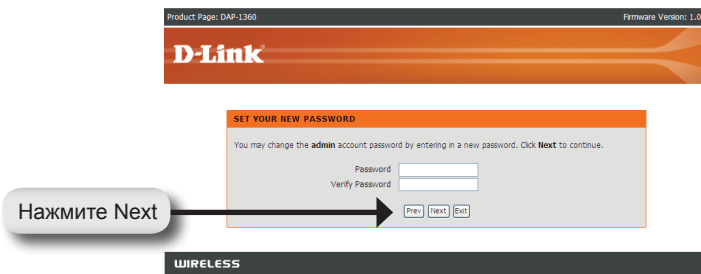 Product Page: DAP-1360 Firmware Version: 1.0
D-Link
SET YOUR NEW PASSWORD
You may change the admin account password by entering in a new password. Click Next to continue.
Password
Verify Password
Нажмите Next
Prev Next Exit
WIRELESS